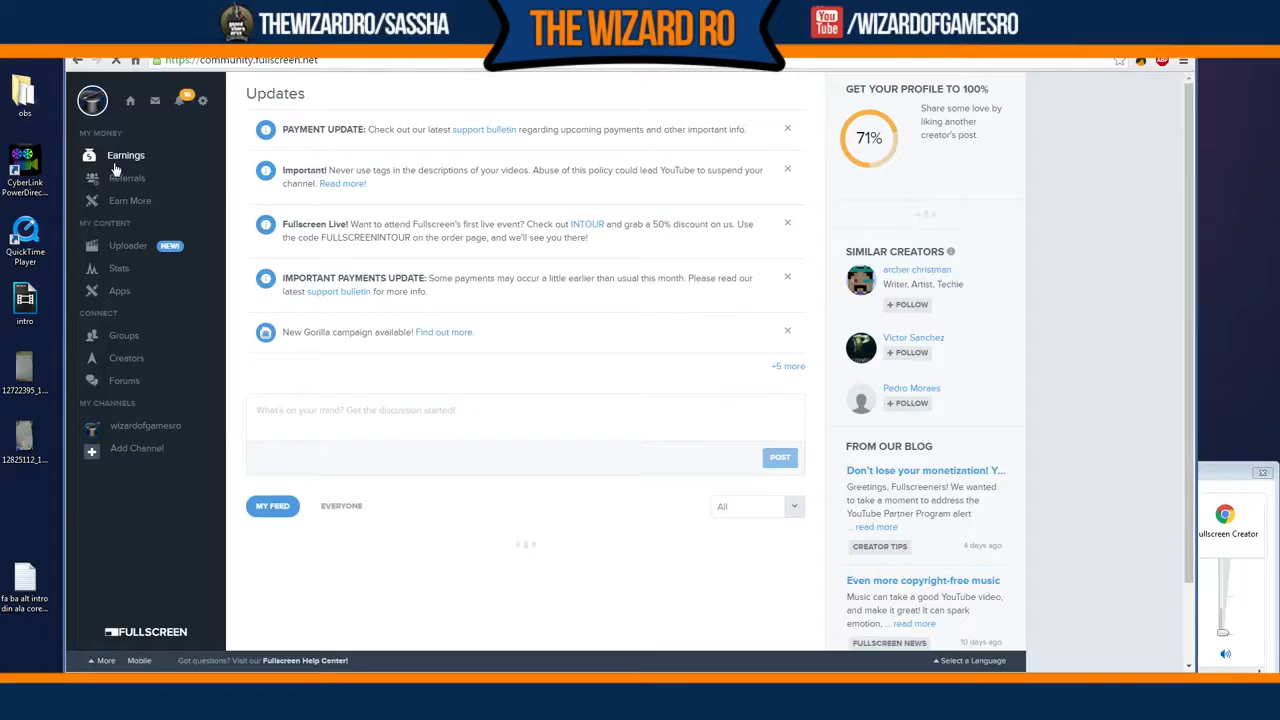 THEWIZARDRO/SASSHA
THE WIZARD RO
You Tube
/WIZARDOFGAMESRO
https://community.fullscreen.net
ABP
obs
CyberLink
PowerDirec...
QuickTime
Player
intro
12722395_1...
12825112_1...
fa ba alt intro
din ala core...
16
MY MONEY
Earnings
Referrals
Earn More
MY CONTENT
Uploader
NEW!
Stats
Apps
CONNECT
Groups
Creators
Forums
MY CHANNELS
wizardofgamesro
Add Channel
FULLSCREEN
Updates
PAYMENT UPDATE: Check out our latest support bulletin regarding upcoming payments and other important info.
Important! Never use tags in the descriptions of your videos. Abuse of this policy could lead YouTube to suspend your
channel. Read more!
Fullscreen Live! Want to attend Fullscreen's first live event? Check out INTOUR and grab a 50% discount on us. Use
the code FULLSCREENINTOUR on the order page, and we'll see you there!
IMPORTANT PAYMENTS UPDATE: Some payments may occur a little earlier than usual this month. Please read our
latest support bulletin for more info.
New Gorilla campaign available! Find out more.
+5 more
What's on your mind? Get the discussion started!
POST
MY FEED
EVERYONE
All
GET YOUR PROFILE TO 100%
71%
Share some love by
liking another
creator's post.
SIMILAR CREATORS
archer christman
Writer, Artist, Techie
+ FOLLOW
Victor Sanchez
+ FOLLOW
Pedro Moraes
+ FOLLOW
FROM OUR BLOG
Don't lose your monetization! Y...
Greetings, Fullscreeners! We wanted
to take a moment to address the
YouTube Partner Program alert
... read more
CREATOR TIPS
4 days ago
Even more copyright-free music
Music can take a good YouTube video,
and make it great! It can spark
emotion, ... read more
FULLSCREEN NEWS
10 days ago
More
Mobile
Got questions? Visit our Fullscreen Help Center!
Select a Language
ullscreen Creator